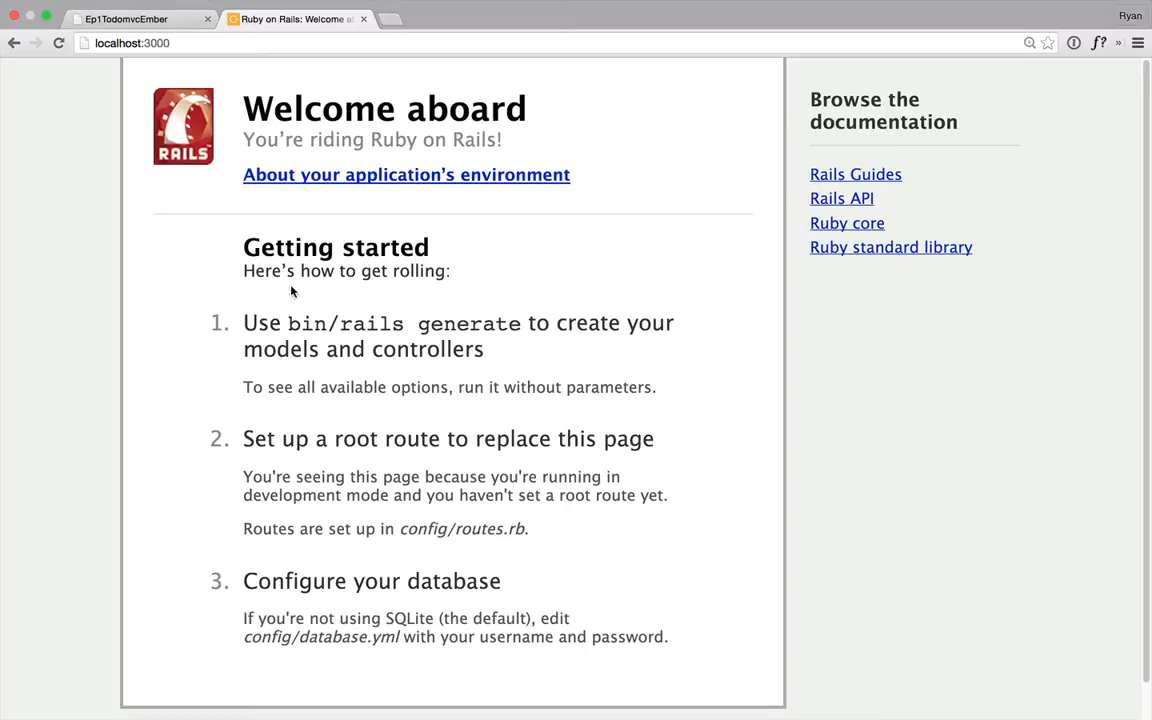 Ep1TodomvcEmber
Ruby on Rails: Welcome a
Ryan
localhost:3000
f?
»
RAILS
Welcome aboard
You’re riding Ruby on Rails!
About your application’s environment
Getting started
Here’s how to get rolling:
1. Use bin/rails generate to create your
models and controllers
To see all available options, run it without parameters.
2. Set up a root route to replace this page
You're seeing this page because you're running in
development mode and you haven't set a root route yet.
Routes are set up in config/routes.rb.
3. Configure your database
If you're not using SQLite (the default), edit
config/database.yml with your username and password.
Browse the
documentation
Rails Guides
Rails API
Ruby core
Ruby standard library